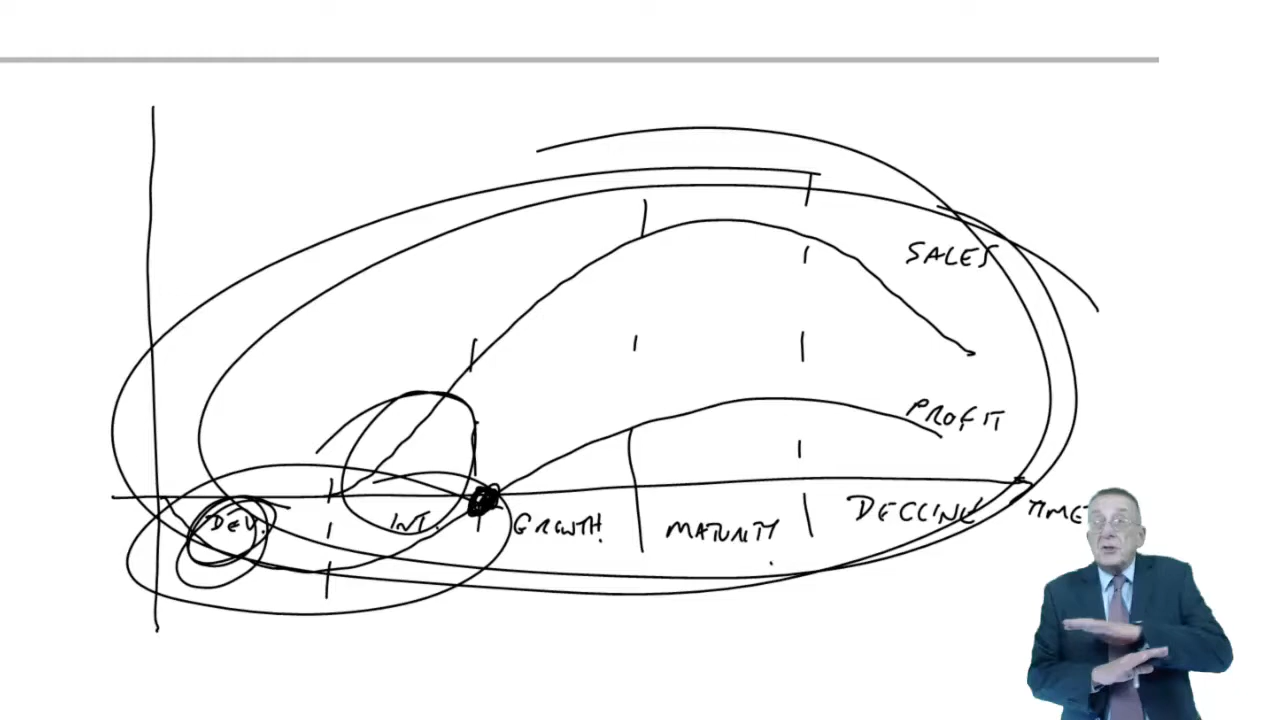 SALES
PROFIT
DEV.
INT.
GROWTH.
MATURITY
DECLINE
TIME